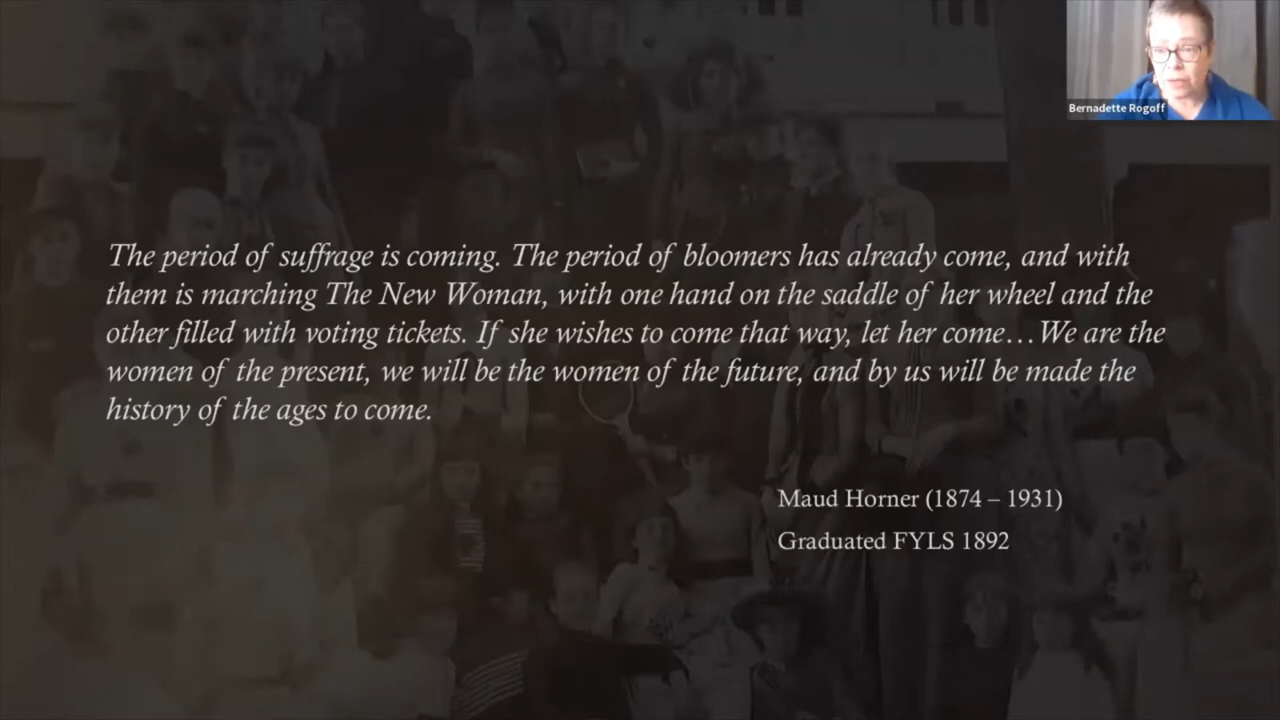 Bernadette Rogoff
The period of suffrage is coming. The period of bloomers has already come, and with
them is marching The New Woman, with one hand on the saddle of her wheel and the
other filled with voting tickets. If she wishes to come that way, let her come…We are the
women of the present, we will be the women of the future, and by us will be made the
history of the ages to come.
Maud Horner (1874 – 1931)
Graduated FYLS 1892